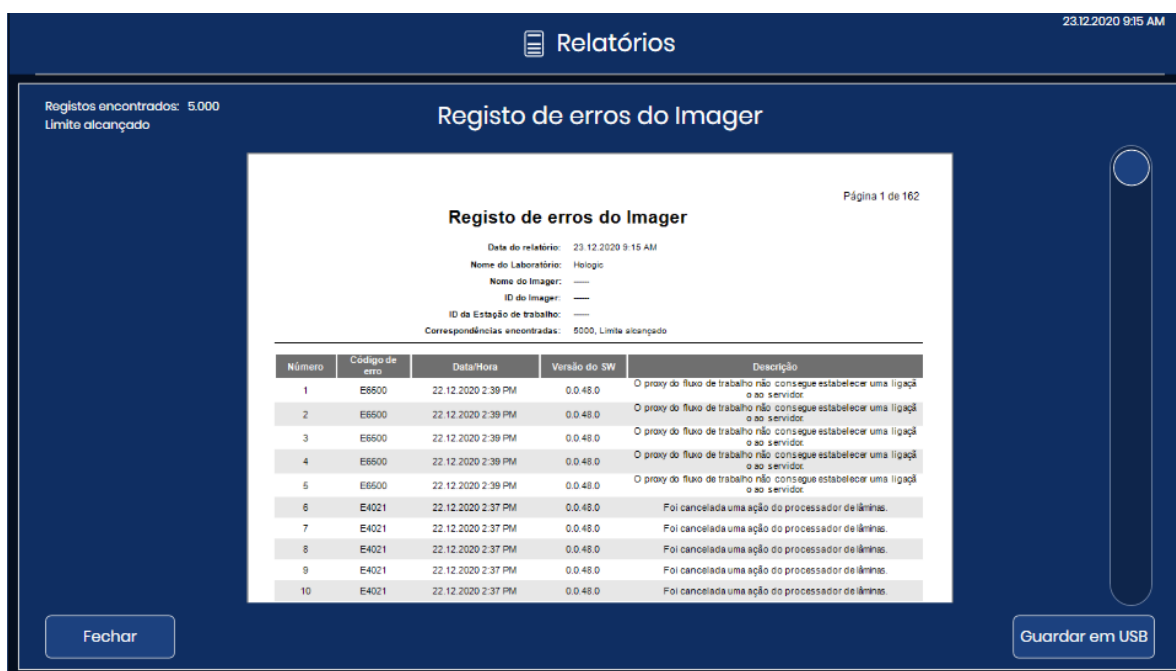 23.12.2020 9:15 AM
Relatórios
Registos encontrados: 5.000
Limite alcançado
Registo de erros do Imager
Página 1 de 162
Registo de erros do Imager
Data do relatório: 23.12.2020 9:15 AM
Nome do Laboratório: Hologic
Nome do Imager: -----
ID do Imager: -----
ID da Estação de trabalho: -----
Correspondências encontradas: 5000, Limite alcançado
Número Código de erro Data/Hora Versão do SW Descrição
1 E6500 22.12.2020 2:39 PM 0.0.48.0 O proxy do fluxo de trabalho não consegue estabelecer uma ligaçã
o ao servidor.
2 E6500 22.12.2020 2:39 PM 0.0.48.0 O proxy do fluxo de trabalho não consegue estabelecer uma ligaçã
o ao servidor.
3 E6500 22.12.2020 2:39 PM 0.0.48.0 O proxy do fluxo de trabalho não consegue estabelecer uma ligaçã
o ao servidor.
4 E6500 22.12.2020 2:39 PM 0.0.48.0 O proxy do fluxo de trabalho não consegue estabelecer uma ligaçã
o ao servidor.
5 E6500 22.12.2020 2:39 PM 0.0.48.0 O proxy do fluxo de trabalho não consegue estabelecer uma ligaçã
o ao servidor.
6 E4021 22.12.2020 2:37 PM 0.0.48.0 Foi cancelada uma ação do processador de lâminas.
7 E4021 22.12.2020 2:37 PM 0.0.48.0 Foi cancelada uma ação do processador de lâminas.
8 E4021 22.12.2020 2:37 PM 0.0.48.0 Foi cancelada uma ação do processador de lâminas.
9 E4021 22.12.2020 2:37 PM 0.0.48.0 Foi cancelada uma ação do processador de lâminas.
10 E4021 22.12.2020 2:37 PM 0.0.48.0 Foi cancelada uma ação do processador de lâminas.
Fechar
Guardar em USB